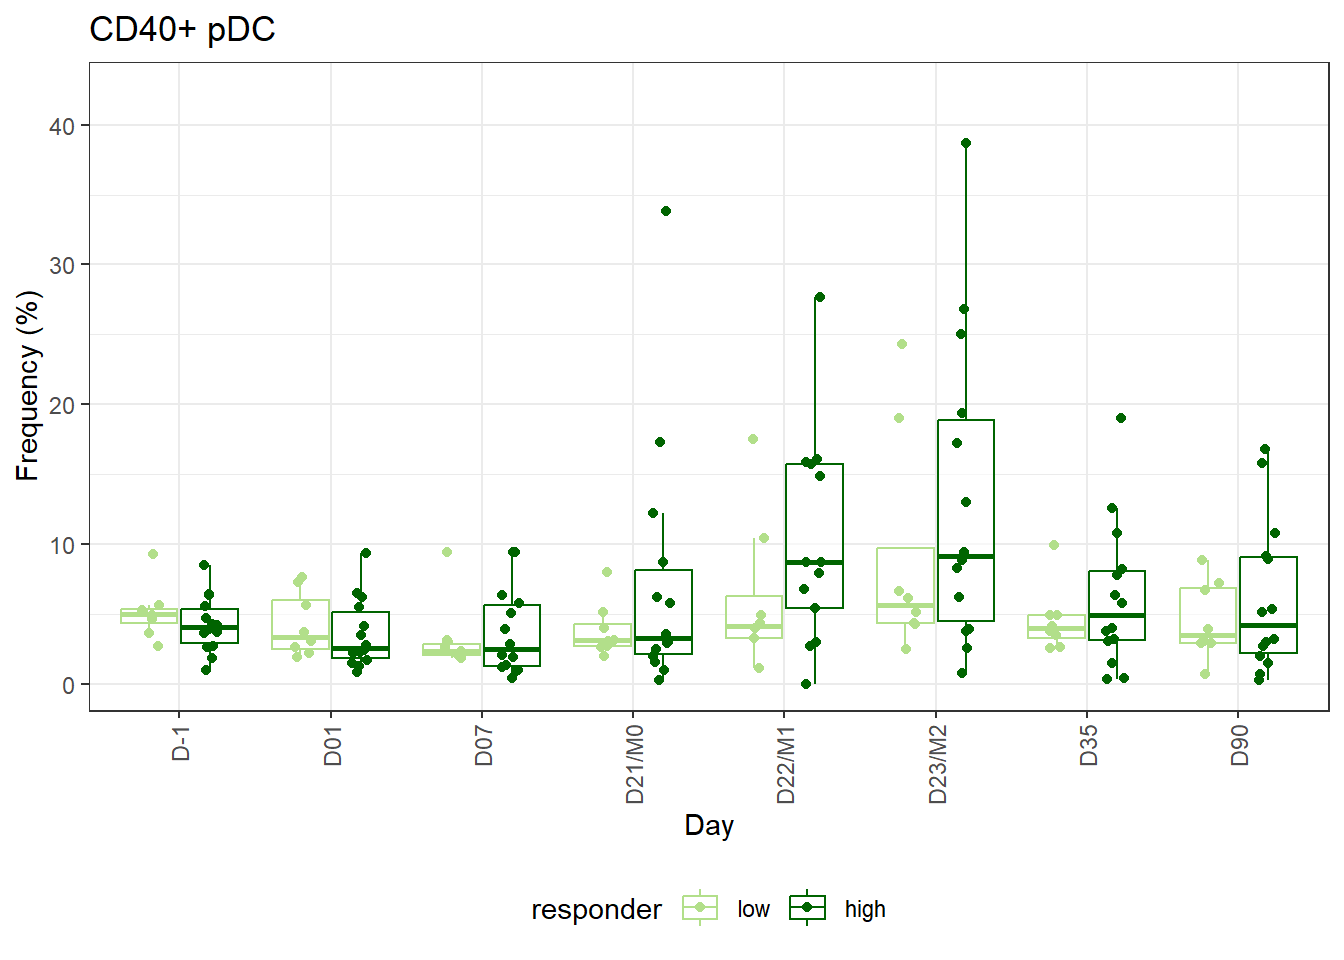 CD40+ pDC
Frequency (%)
40
30
20
10
0
D-1
D01
D07
D21/M0
D22/M1
D23/M2
D35
D90
Day
responder low high